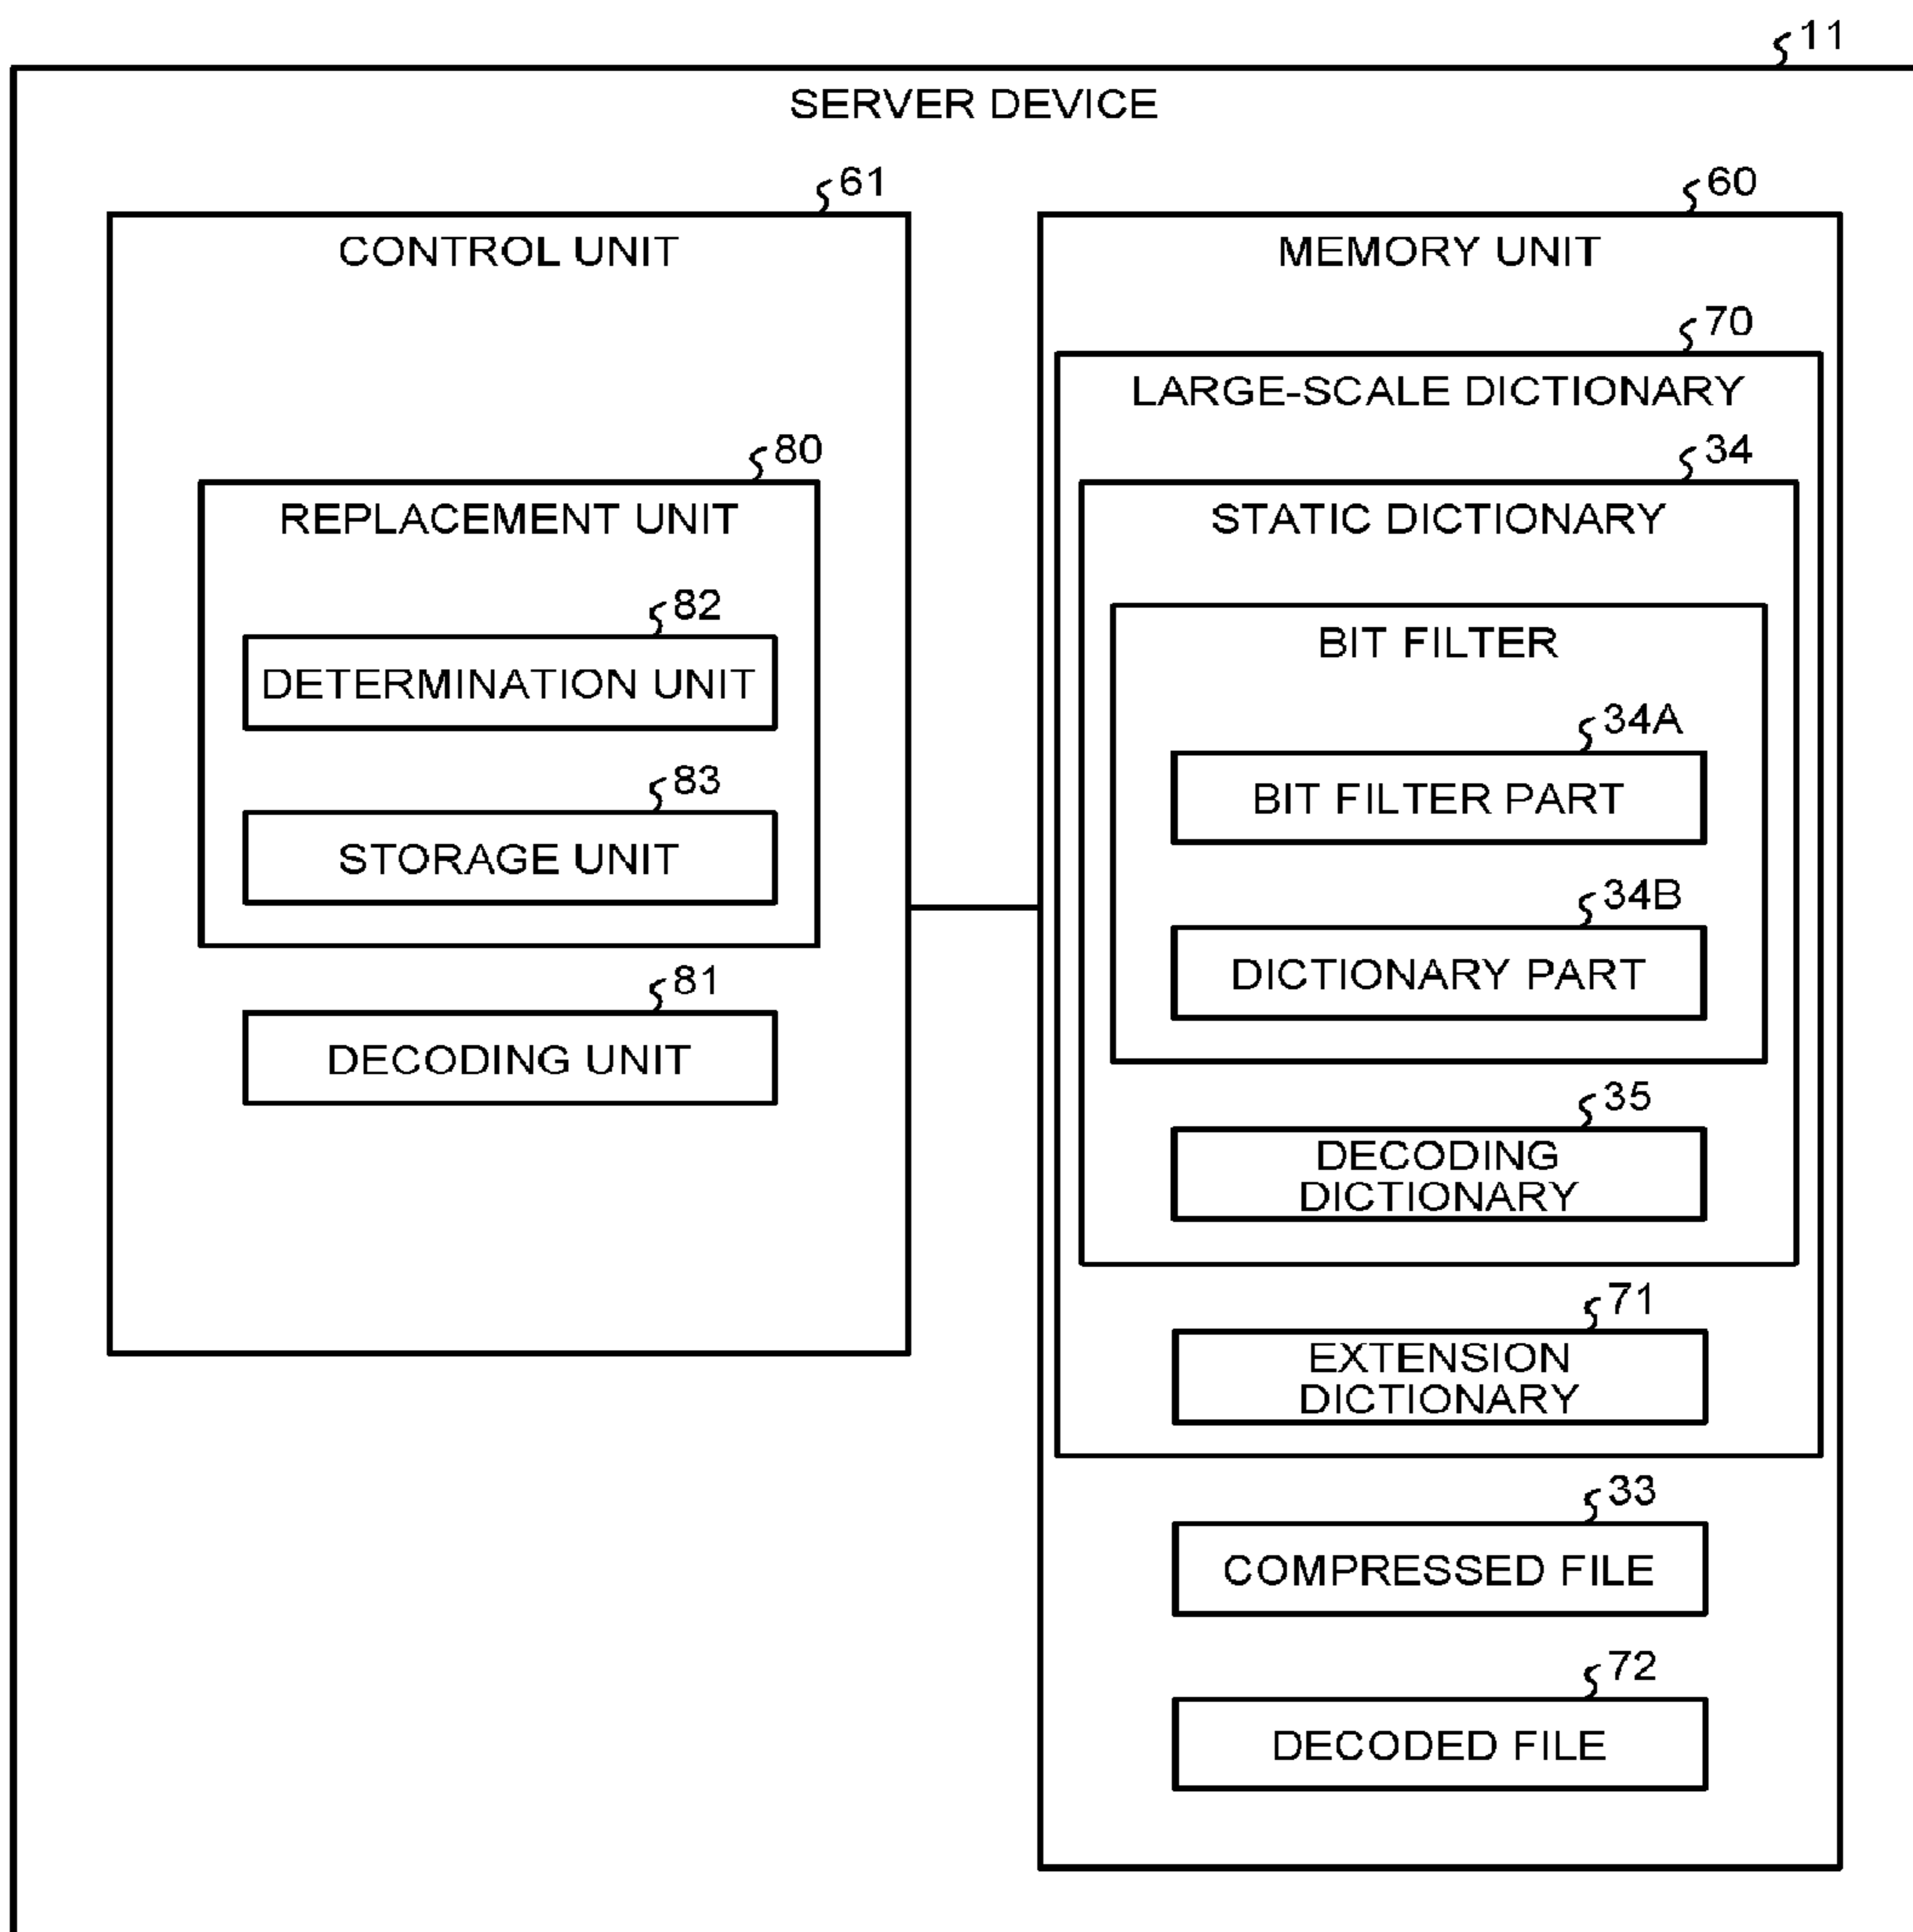 11
SERVER DEVICE
61
CONTROL UNIT
80
REPLACEMENT UNIT
82
DETERMINATION UNIT
83
STORAGE UNIT
81
DECODING UNIT
60
MEMORY UNIT
70
LARGE-SCALE DICTIONARY
34
STATIC DICTIONARY
BIT FILTER
34A
BIT FILTER PART
34B
DICTIONARY PART
35
DECODING
DICTIONARY
71
EXTENSION
DICTIONARY
33
COMPRESSED FILE
72
DECODED FILE